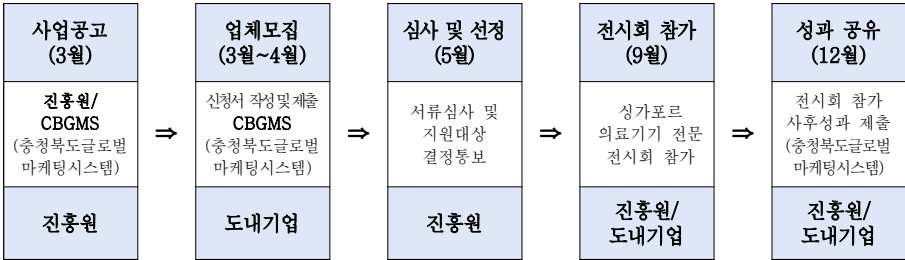 사업공고
(3월)
진흥원/
CBGMS
(충청북도글로벌
마케팅시스템)
진흥원
⇒
업체모집
(3월~4월)
신청서 작성및제출
CBGMS
(충청북도글로벌
마케팅시스템)
도내기업
⇒
심사 및 선정
(5월)
서류심사 및
지원대상
결정통보
진흥원
⇒
전시회 참가
(9월)
싱가포르
의료기기 전문
전시회 참가
진흥원/
도내기업
⇒
성과 공유
(12월)
전시회 참가
사후성과 제출
(충청북도글로벌
마케팅시스템)
진흥원/
도내기업